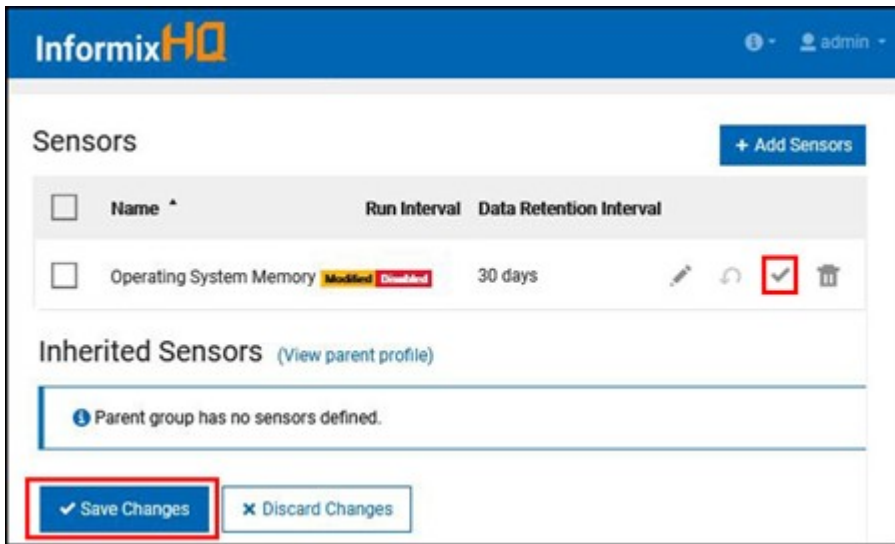 InformixHQ admin
Sensors + Add Sensors
Name Run Interval Data Retention Interval
Operating System Memory Modified Disabled 30 days
Inherited Sensors (View parent profile)
Parent group has no sensors defined.
Save Changes Discard Changes